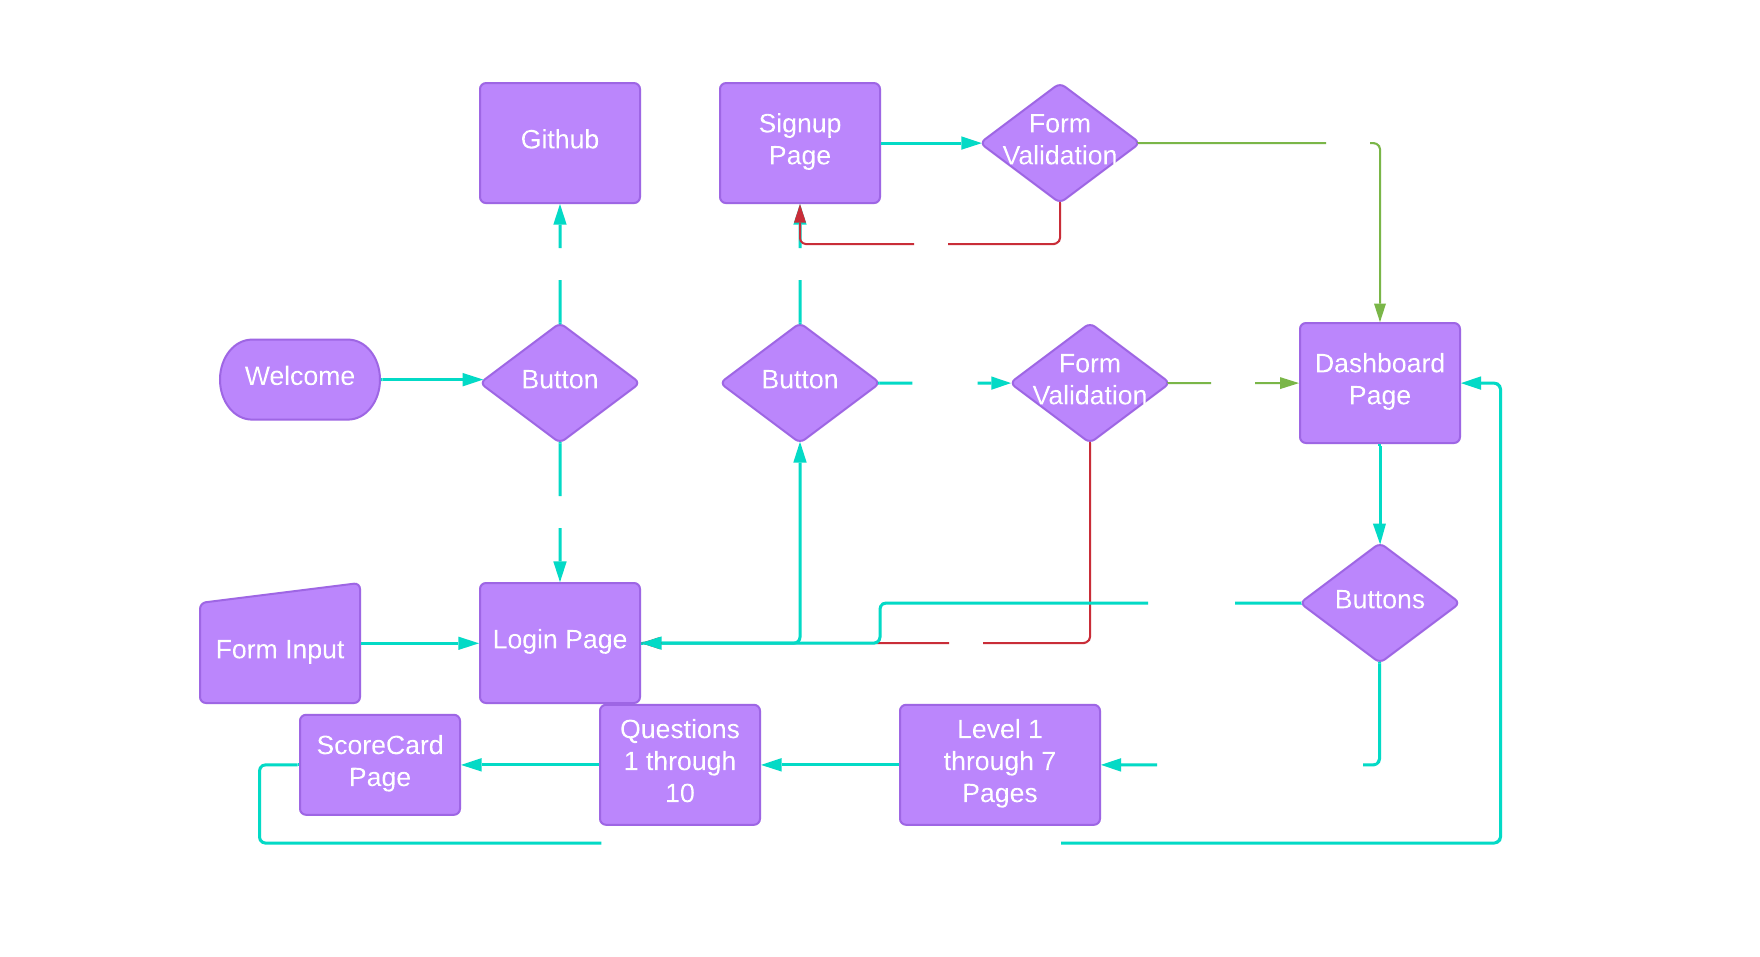 Github
Signup
Page
Form
Validation
Welcome
Button
Button
Form
Validation
Dashboard
Page
Form Input
Login Page
Buttons
ScoreCard
Page
Questions
1 through
10
Level 1
through 7
Pages